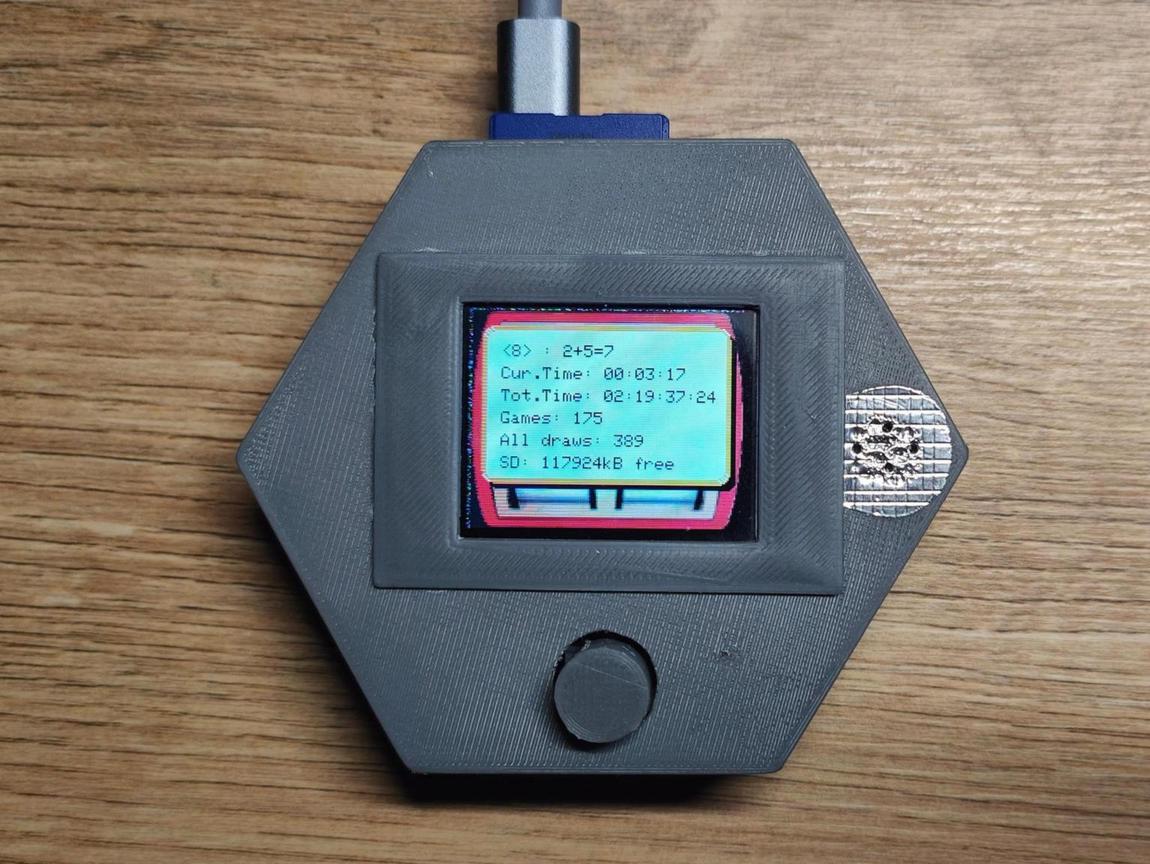 <8> : 2+5=7
Cur.Time: 00:03:17
Tot.Time: 02:19:37:24
Games: 175
All draws: 389
SD: 117924kB free